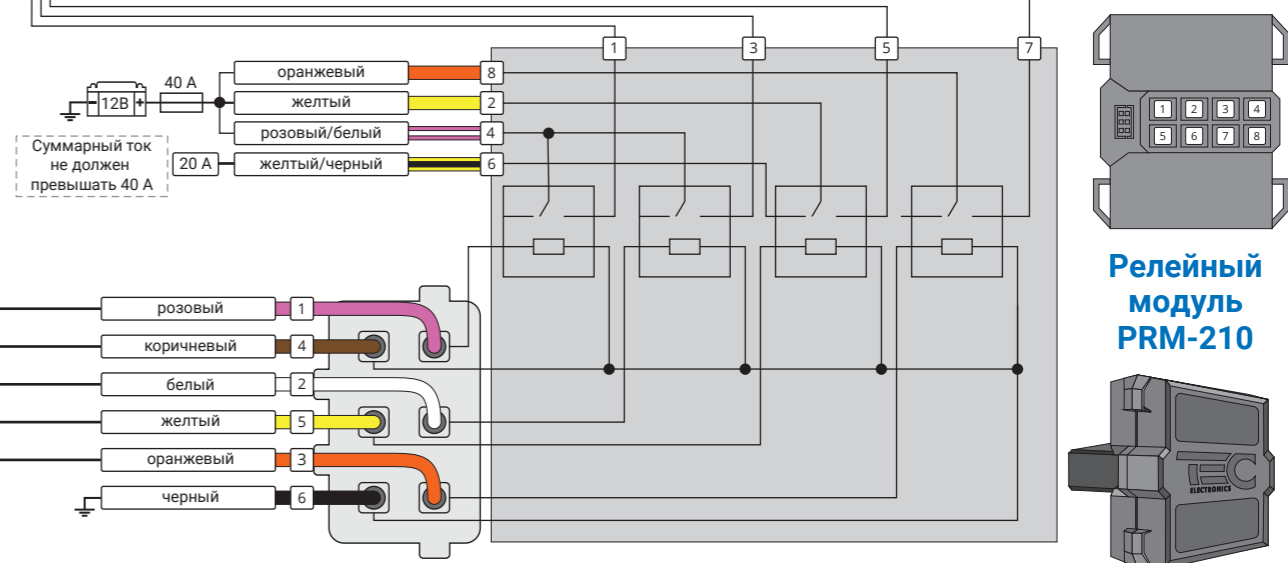 1
3
5
7
40 А
12В
оранжевый
8
желтый
2
розовый/белый
4
20 А
желтый/черный
6
Суммарный ток
не должен
превышать 40 А
1 2 3 4
5 6 7 8
Релейный
модуль
PRM-210
розовый
1
коричневый
4
белый
2
желтый
5
оранжевый
3
черный
6
TEC
ELECTRONICS